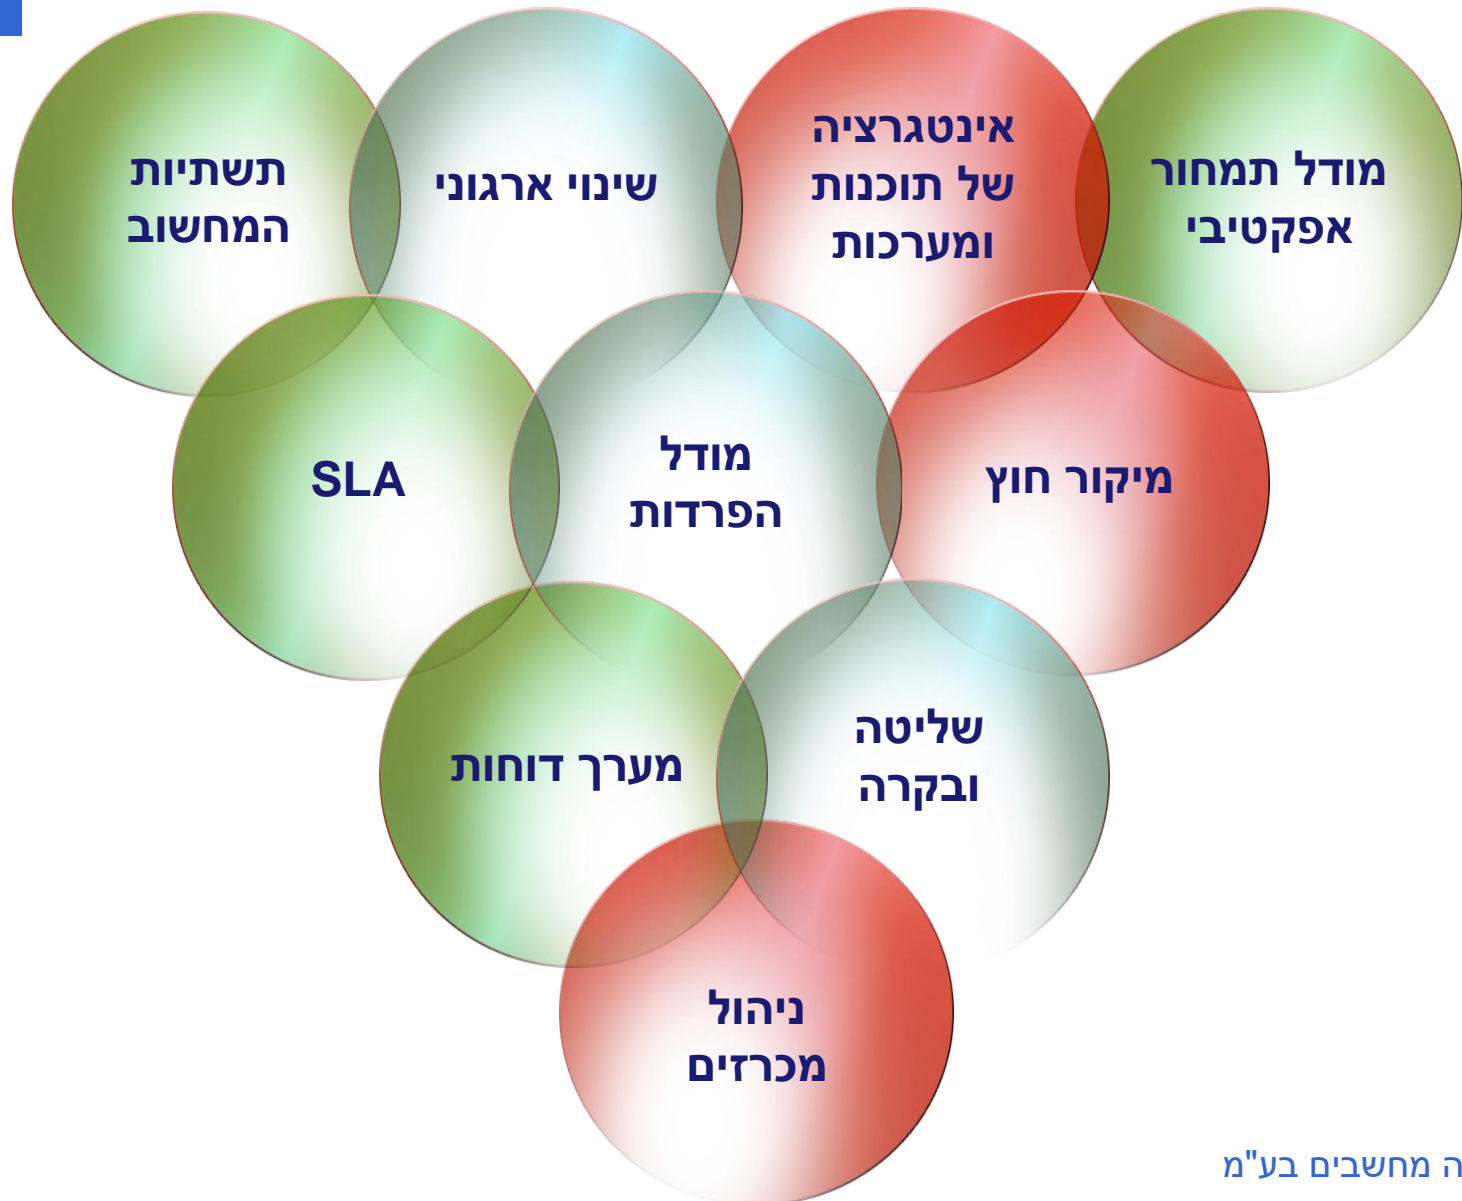 מודל תמחור
אפקטיבי
אינטגרציה
של תוכנות
ומערכות
שינוי ארגוני
תשתיות
המחשוב
מיקור חוץ
מודל
הפרדות
SLA
שליטה
ובקרה
מערך דוחות
ניהול
מכרזים
ה מחשבים בע"מ